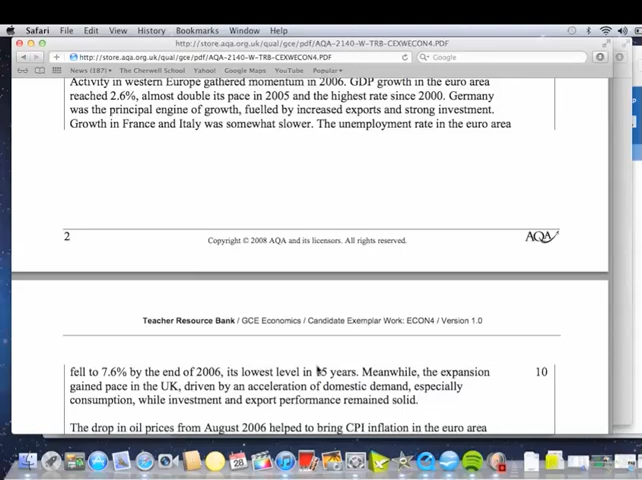 Safari File Edit View History Bookmarks Window Help
http://store.aqa.org.uk/qual/gce/pdf/AQA-2140-W-TRB-CEXWECON4.PDF
http://store.aqa.org.uk/qual/gce/pdf/AQA-2140-W-TRB-CEXWECON4.PDF
Google
News (187) The Cherwell School Yahoo! Google Maps YouTube Popular
Activity in western Europe gathered momentum in 2006. GDP growth in the euro area
reached 2.6%, almost double its pace in 2005 and the highest rate since 2000. Germany
was the principal engine of growth, fuelled by increased exports and strong investment.
Growth in France and Italy was somewhat slower. The unemployment rate in the euro area
2
Copyright © 2008 AQA and its licensors. All rights reserved.
AQA
Teacher Resource Bank / GCE Economics / Candidate Exemplar Work: ECON4 / Version 1.0
fell to 7.6% by the end of 2006, its lowest level in 15 years. Meanwhile, the expansion 10
gained pace in the UK, driven by an acceleration of domestic demand, especially
consumption, while investment and export performance remained solid.
The drop in oil prices from August 2006 helped to bring CPI inflation in the euro area
28